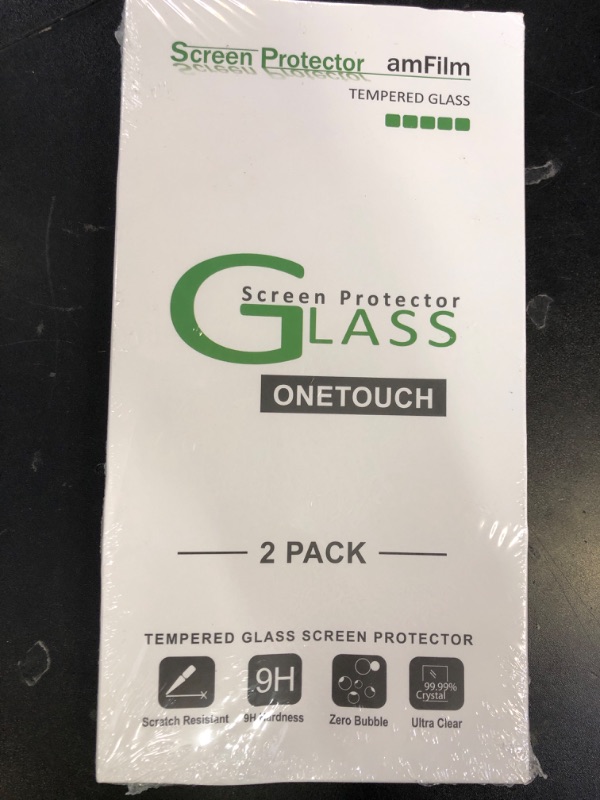 Screen Protector amFilm
TEMPERED GLASS
Screen Protector
GLASS
ONETOUCH
2 PACK
TEMPERED GLASS SCREEN PROTECTOR
9H
99.99%
Crystal
Scratch Resistant 9H Hardness Zero Bubble Ultra Clear